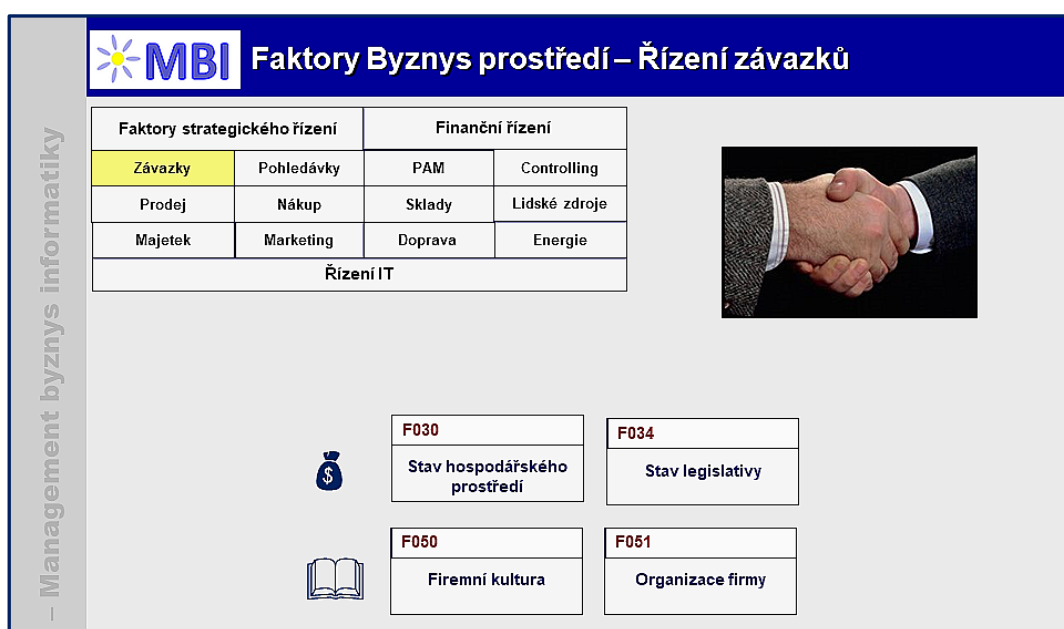 MBI
Faktory Byznys prostředí – Řízení závazků
– Management byznys informatiky
Faktory strategického řízení
Finanční řízení
Závazky
Pohledávky
PAM
Controlling
Prodej
Nákup
Sklady
Lidské zdroje
Majetek
Marketing
Doprava
Energie
Řízení IT
F030
Stav hospodářského
prostředí
F034
Stav legislativy
$
F050
Firemní kultura
F051
Organizace firmy